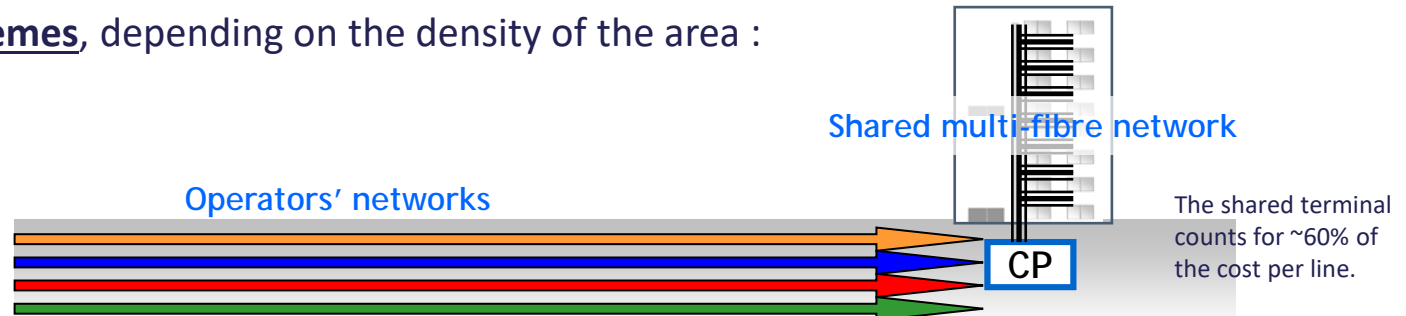 emes, depending on the density of the area :
Shared multi-fibre network
Operators' networks
The shared terminal
counts for ~60% of
the cost per line.
CP